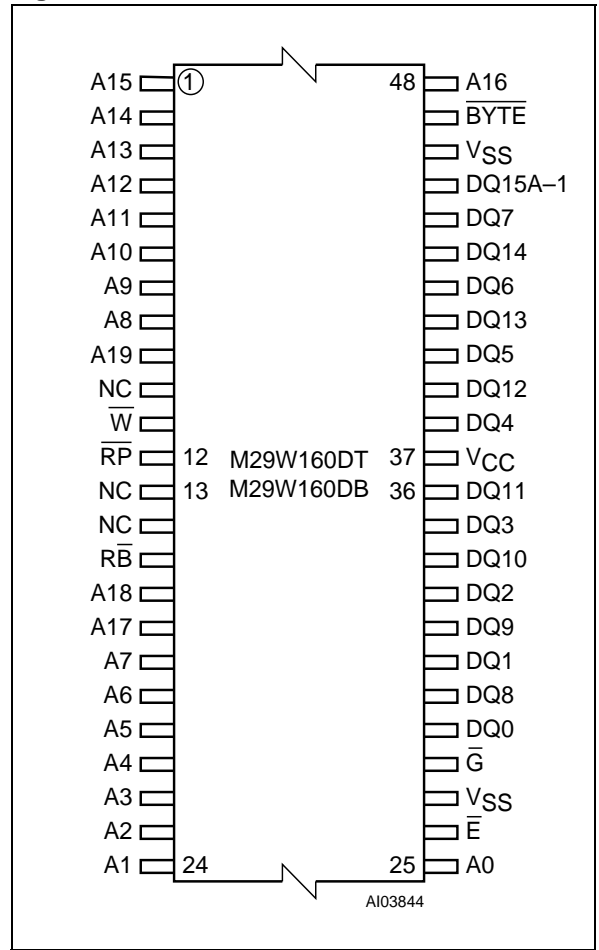 A15 ① 48 A16
A14 B̅Y̅T̅E̅
A13 VSS
A12 DQ15A–1
A11 DQ7
A10 DQ14
A9 DQ6
A8 DQ13
A19 DQ5
NC DQ12
W̅ DQ4
R̅P̅ 12 M29W160DT 37 VCC
NC 13 M29W160DB 36 DQ11
NC DQ3
RB̅ DQ10
A18 DQ2
A17 DQ9
A7 DQ1
A6 DQ8
A5 DQ0
A4 G̅
A3 VSS
A2 E̅
A1 24 25 A0
AI03844